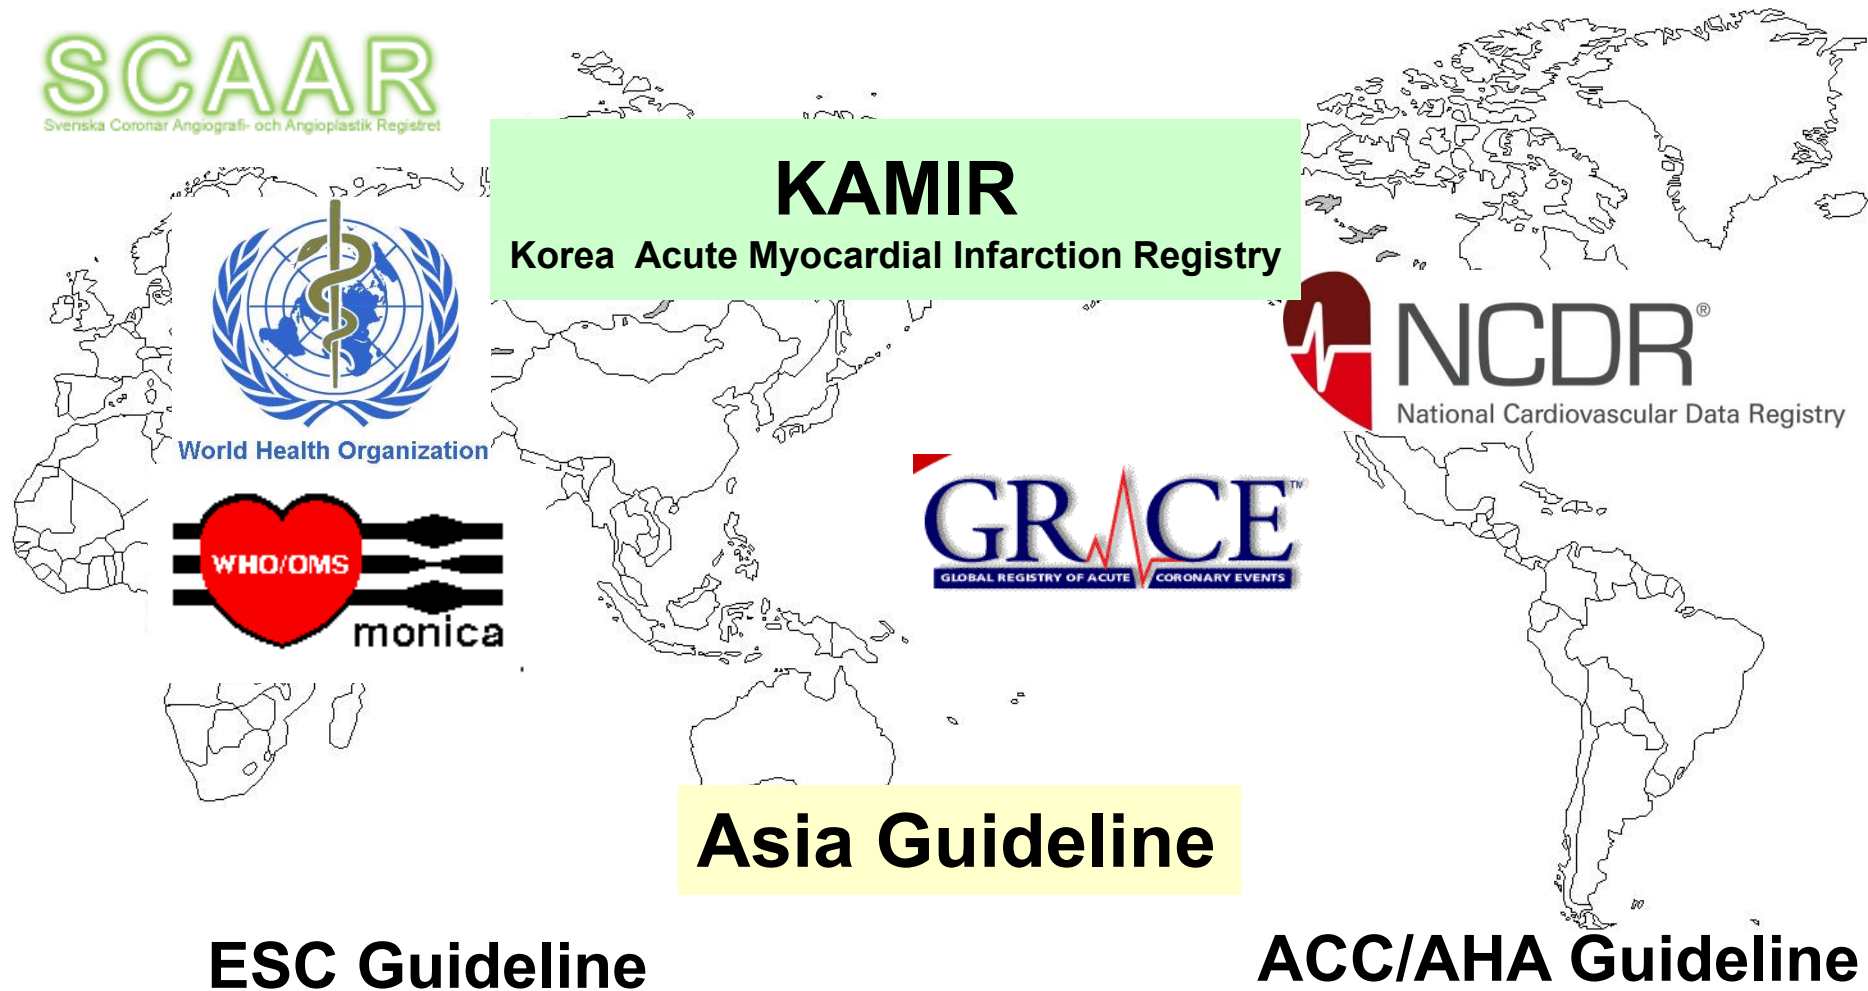 SCAAR
Svenska Coronar Angiografi- och Angioplastik Registret
KAMIR
Korea Acute Myocardial Infarction Registry
World Health Organization
NCDR®
National Cardiovascular Data Registry
GRACE™
GLOBAL REGISTRY OF ACUTE CORONARY EVENTS
WHO/OMS
monica
Asia Guideline
ESC Guideline
ACC/AHA Guideline